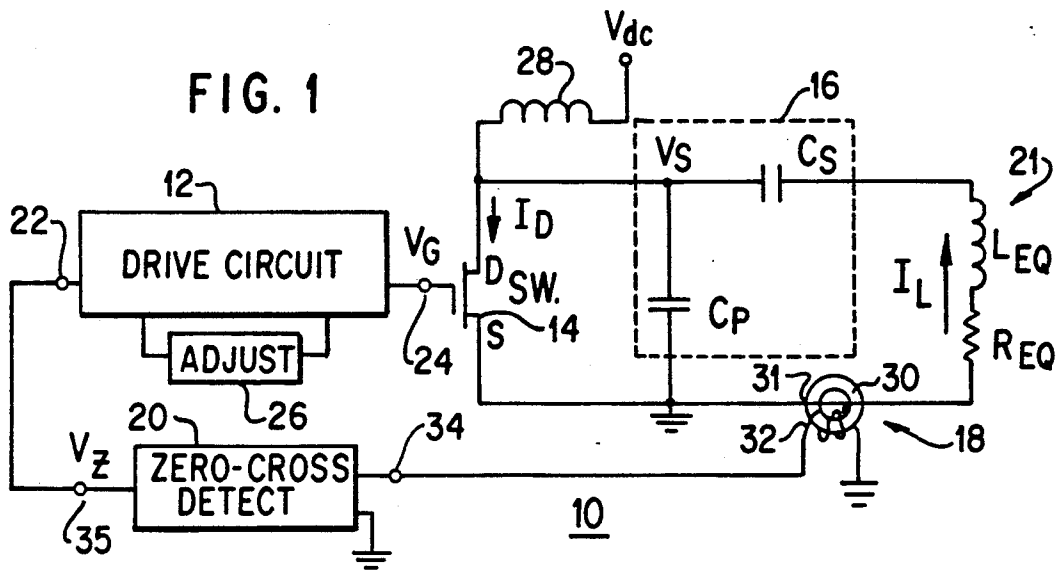 FIG. 1
Vdc
28
16
VS
CS
21
12
22
DRIVE CIRCUIT
VG
ID
D
SW.
S
14
24
CP
IL
LEQ
REQ
ADJUST
26
31
30
32
18
20
34
VZ
ZERO-CROSS
DETECT
35
10